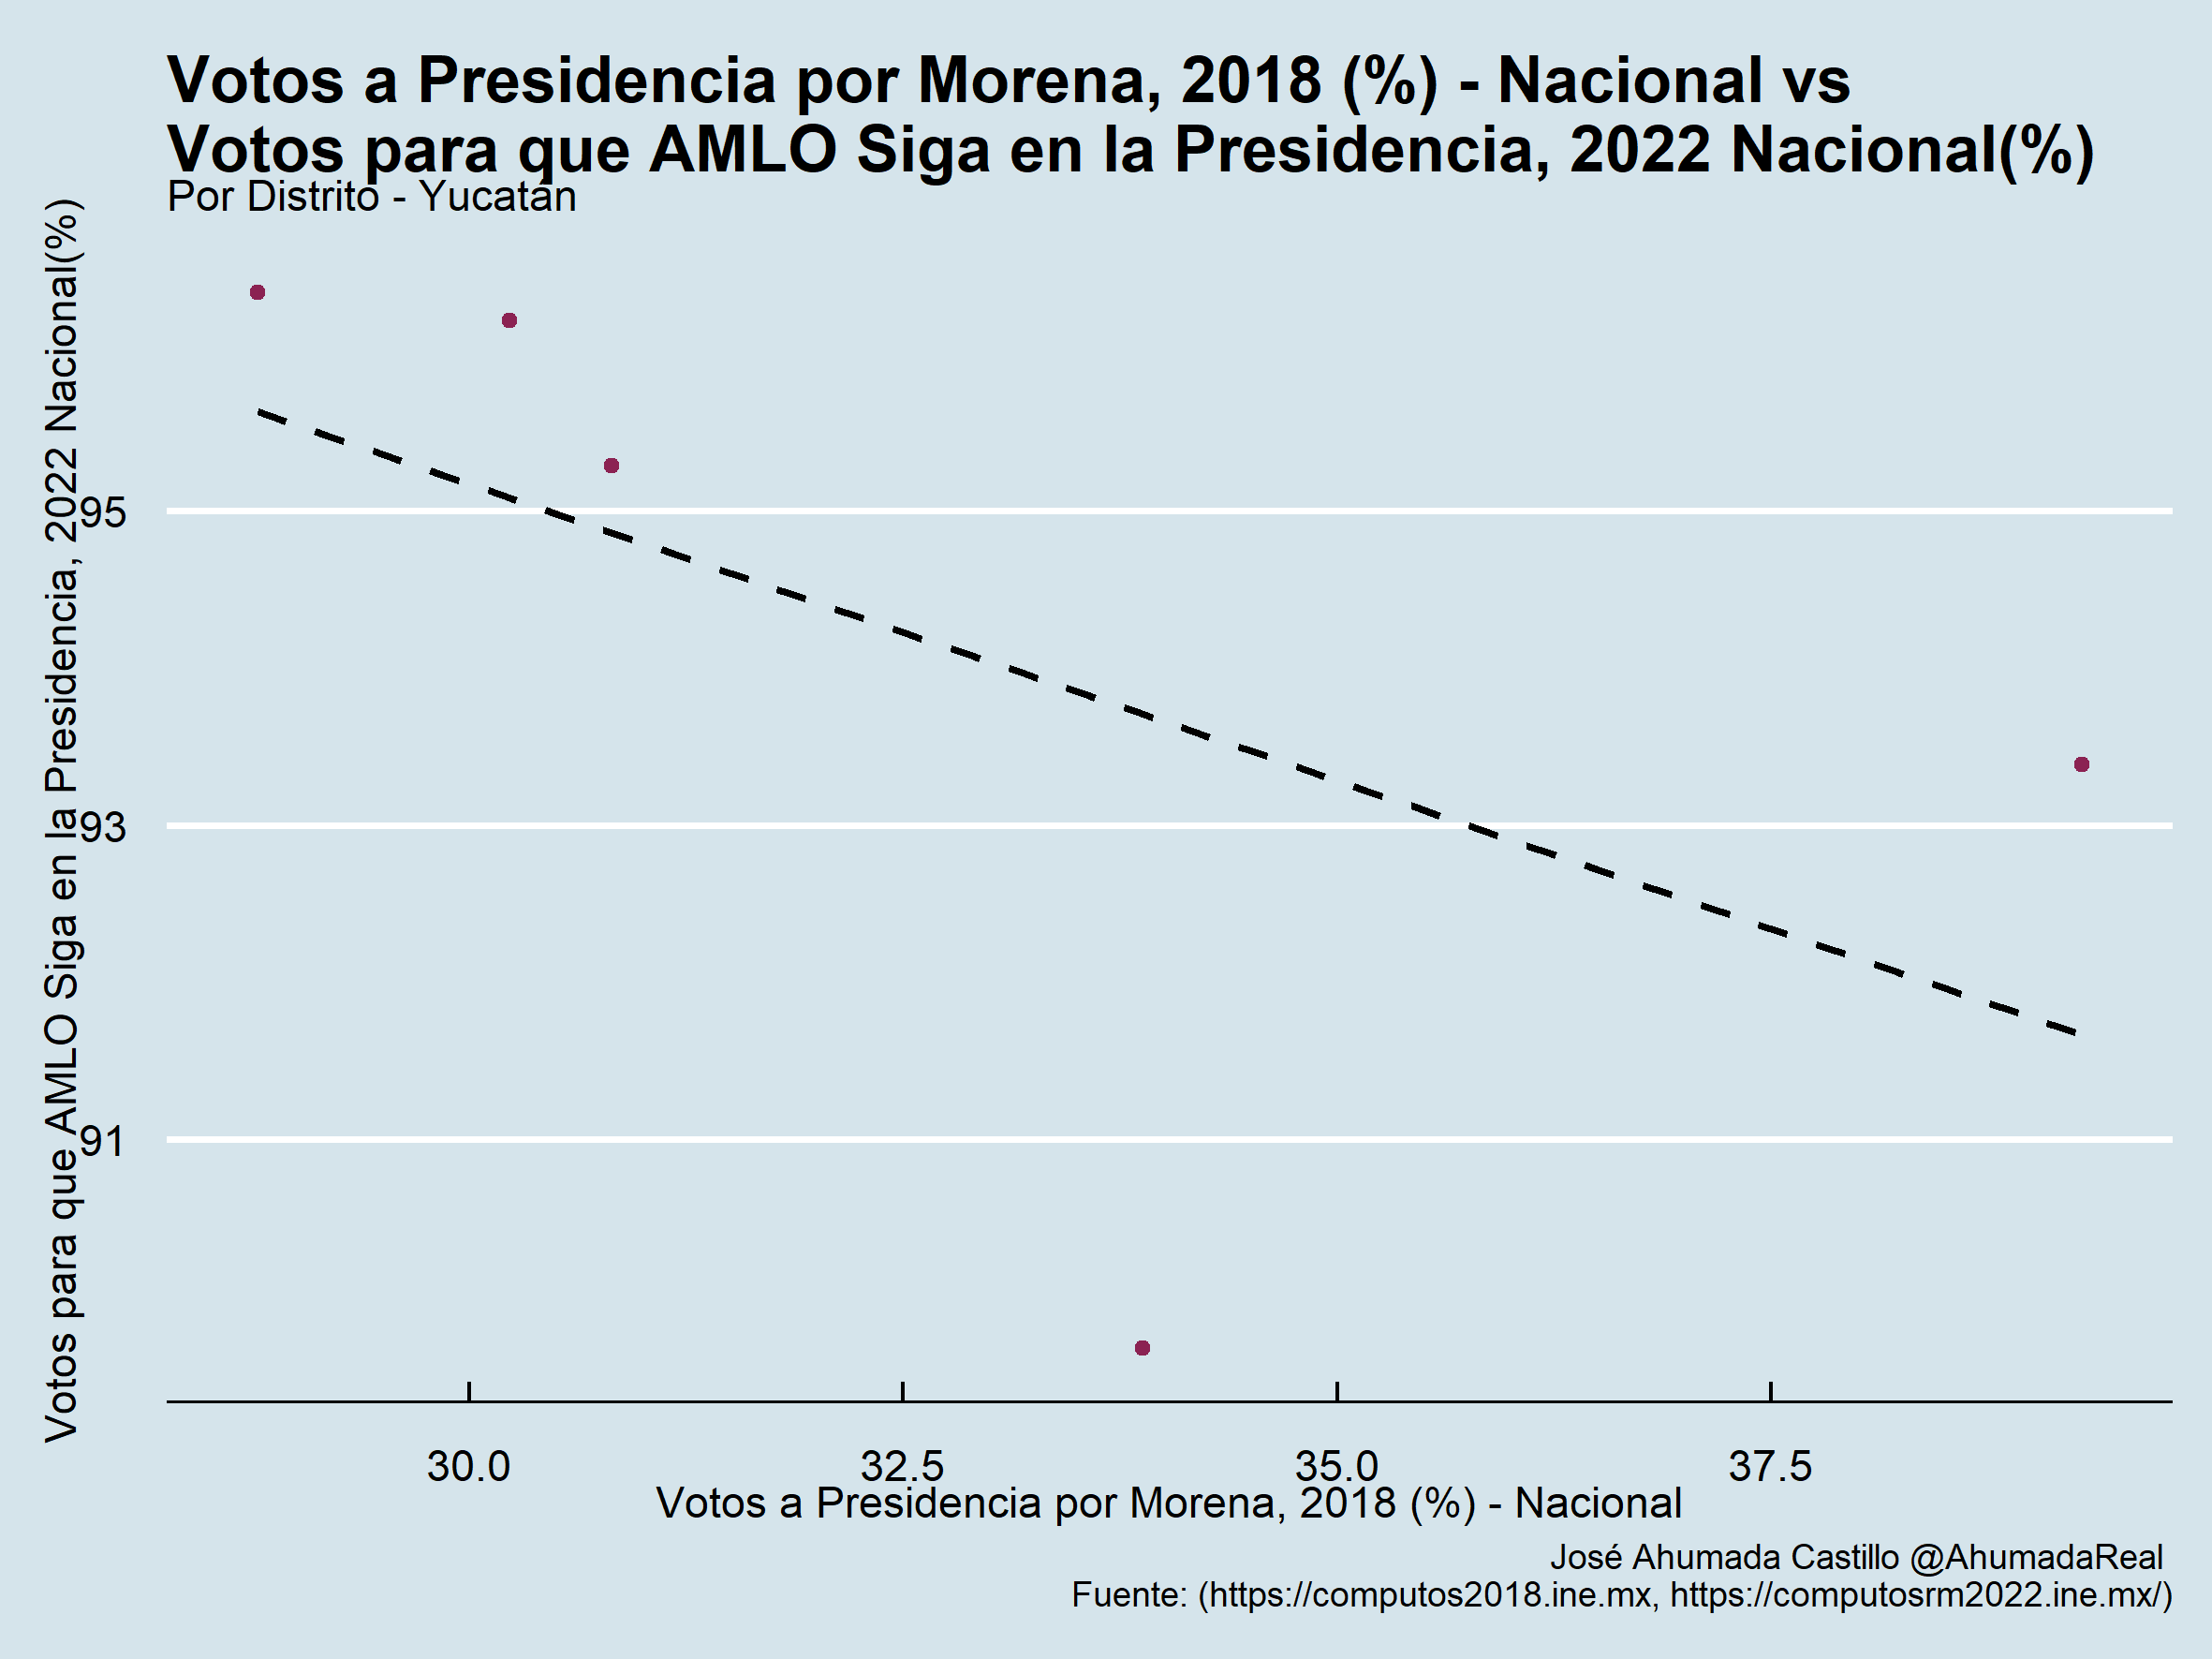 Votos a Presidencia por Morena, 2018 (%) - Nacional vs
Votos para que AMLO Siga en la Presidencia, 2022 Nacional(%)
Por Distrito - Yucatán
Votos para que AMLO Siga en la Presidencia, 2022 Nacional(%)
95
93
91
30.0
32.5
35.0
37.5
Votos a Presidencia por Morena, 2018 (%) - Nacional
José Ahumada Castillo @AhumadaReal
Fuente: (https://computos2018.ine.mx, https://computosrm2022.ine.mx/)